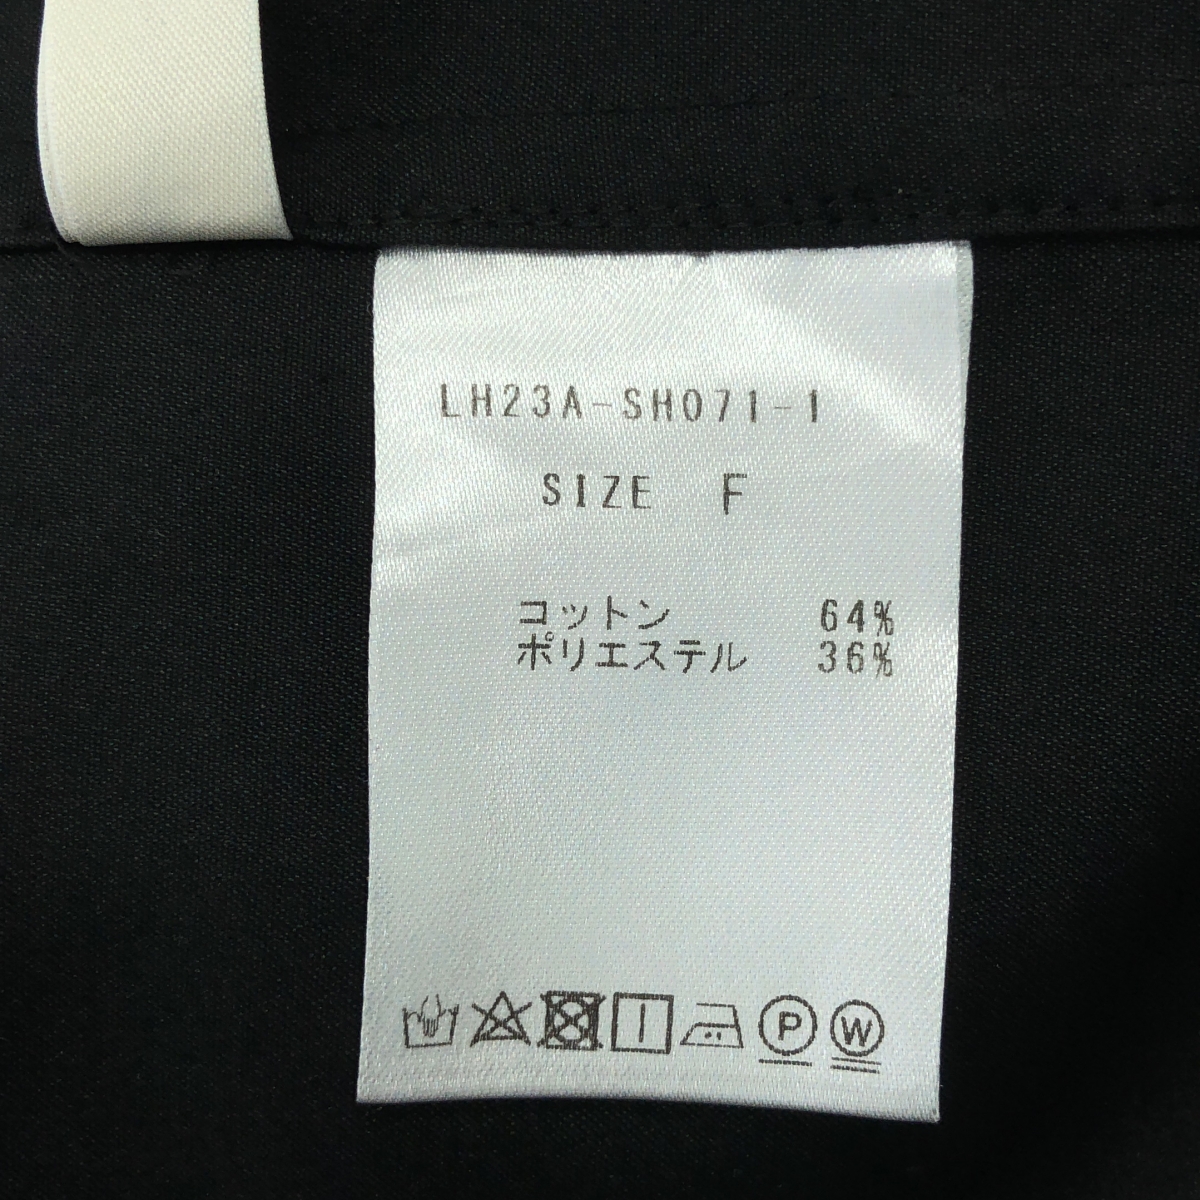 LH23A-SH071-1
SIZE F
コットン 64%
ポリエステル 36%
P W